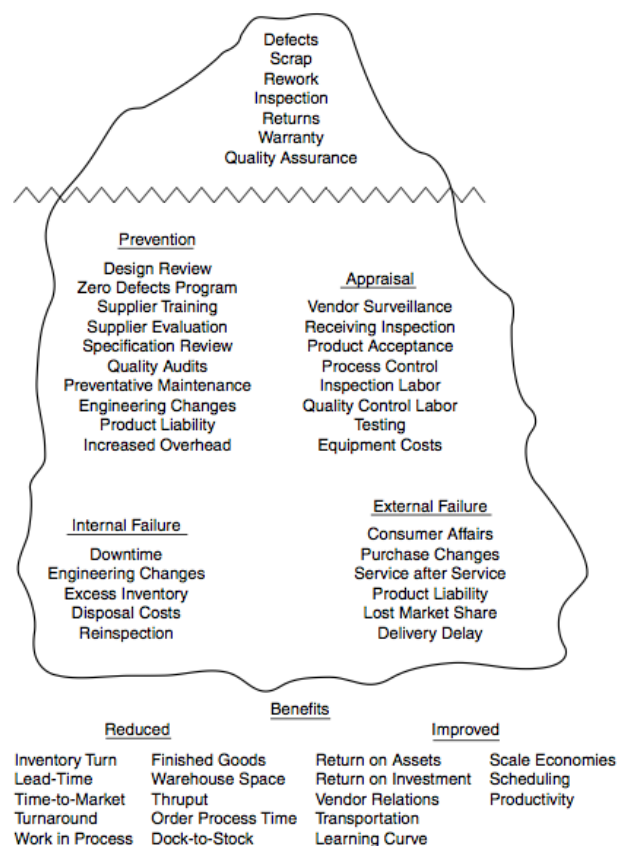 Defects
Scrap
Rework
Inspection
Returns
Warranty
Quality Assurance
Prevention
Design Review
Zero Defects Program
Supplier Training
Supplier Evaluation
Specification Review
Quality Audits
Preventative Maintenance
Engineering Changes
Product Liability
Increased Overhead
Appraisal
Vendor Surveillance
Receiving Inspection
Product Acceptance
Process Control
Inspection Labor
Quality Control Labor
Testing
Equipment Costs
Internal Failure
Downtime
Engineering Changes
Excess Inventory
Disposal Costs
Reinspection
External Failure
Consumer Affairs
Purchase Changes
Service after Service
Product Liability
Lost Market Share
Delivery Delay
Benefits
Reduced
Inventory Turn
Lead-Time
Time-to-Market
Turnaround
Work in Process
Finished Goods
Warehouse Space
Thruput
Order Process Time
Dock-to-Stock
Improved
Return on Assets
Return on Investment
Vendor Relations
Transportation
Learning Curve
Scale Economies
Scheduling
Productivity